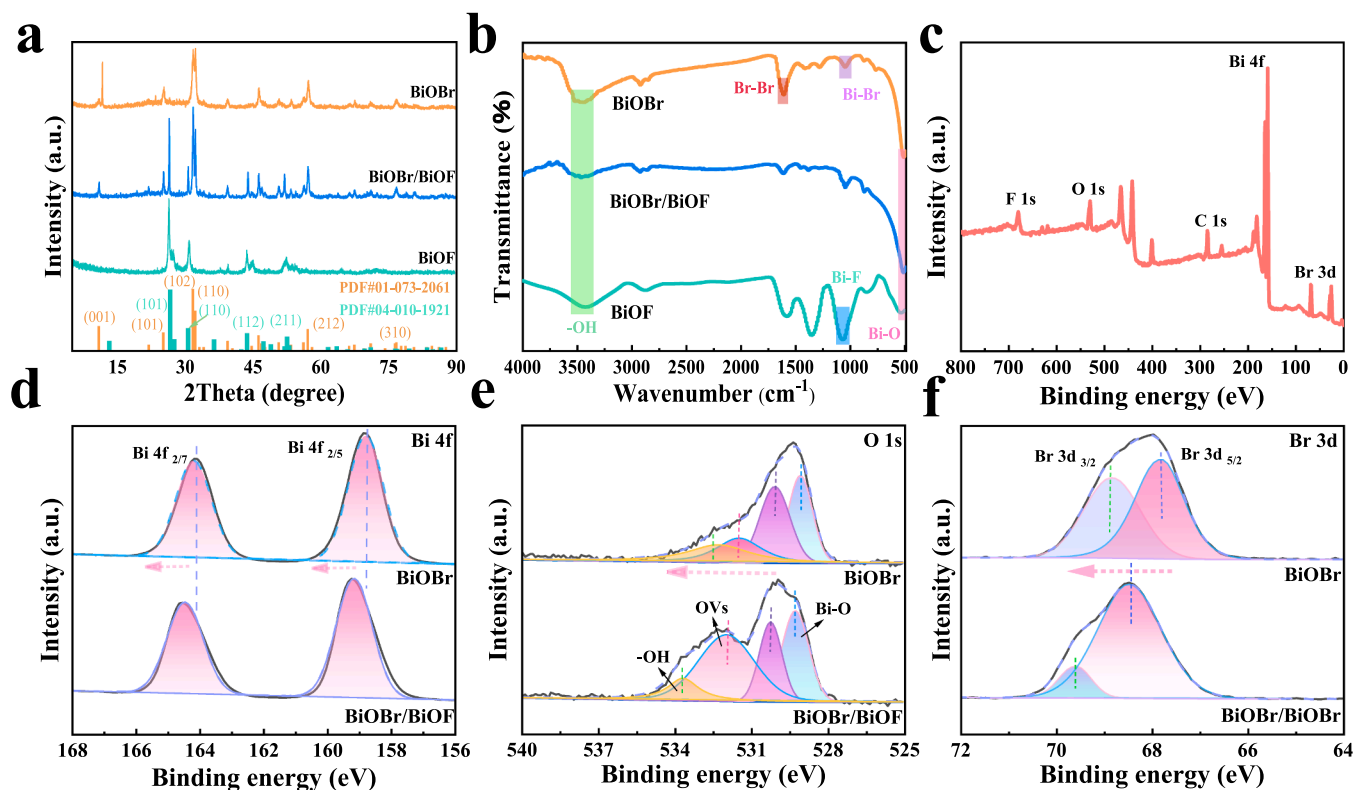 a
BiOBr
BiOBr/BiOF
BiOF
PDF#01-073-2061
PDF#04-010-1921
(001)
(101)
(101)
(102)
(110)
(110)
(112)
(211)
(212)
(310)
15 30 45 60 75 90
2Theta (degree)
Intensity (a.u.)
b
BiOBr
BiOBr/BiOF
BiOF
Br-Br
Bi-Br
Bi-F
Bi-O
-OH
4000 3500 3000 2500 2000 1500 1000 500
Wavenumber (cm⁻¹)
Transmittance (%)
c
Bi 4f
F 1s
O 1s
C 1s
Br 3d
800 700 600 500 400 300 200 100 0
Binding energy (eV)
Intensity (a.u.)
d
Bi 4f
Bi 4f 2/7
Bi 4f 2/5
BiOBr
BiOBr/BiOF
168 166 164 162 160 158 156
Binding energy (eV)
Intensity (a.u.)
e
O 1s
BiOBr
OVs
Bi-O
-OH
BiOBr/BiOF
540 537 534 531 528 525
Binding energy (eV)
Intensity (a.u.)
f
Br 3d
Br 3d 3/2
Br 3d 5/2
BiOBr
BiOBr/BiOBr
72 70 68 66 64
Binding energy (eV)
Intensity (a.u.)